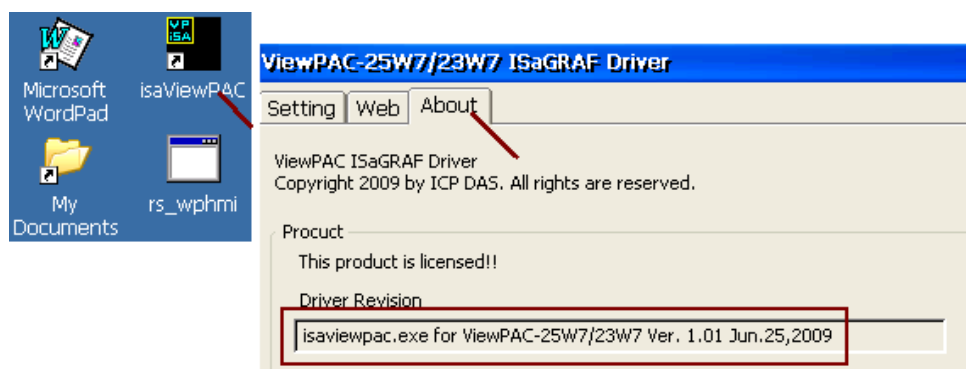 VP
iSA
Microsoft
WordPad
isaViewPAC
My
Documents
rs_wphmi
ViewPAC-25W7/23W7 ISaGRAF Driver
Setting
Web
About
ViewPAC ISaGRAF Driver
Copyright 2009 by ICP DAS. All rights are reserved.
Procuct
This product is licensed!!
Driver Revision
isaviewpac.exe for ViewPAC-25W7/23W7 Ver. 1.01 Jun.25,2009